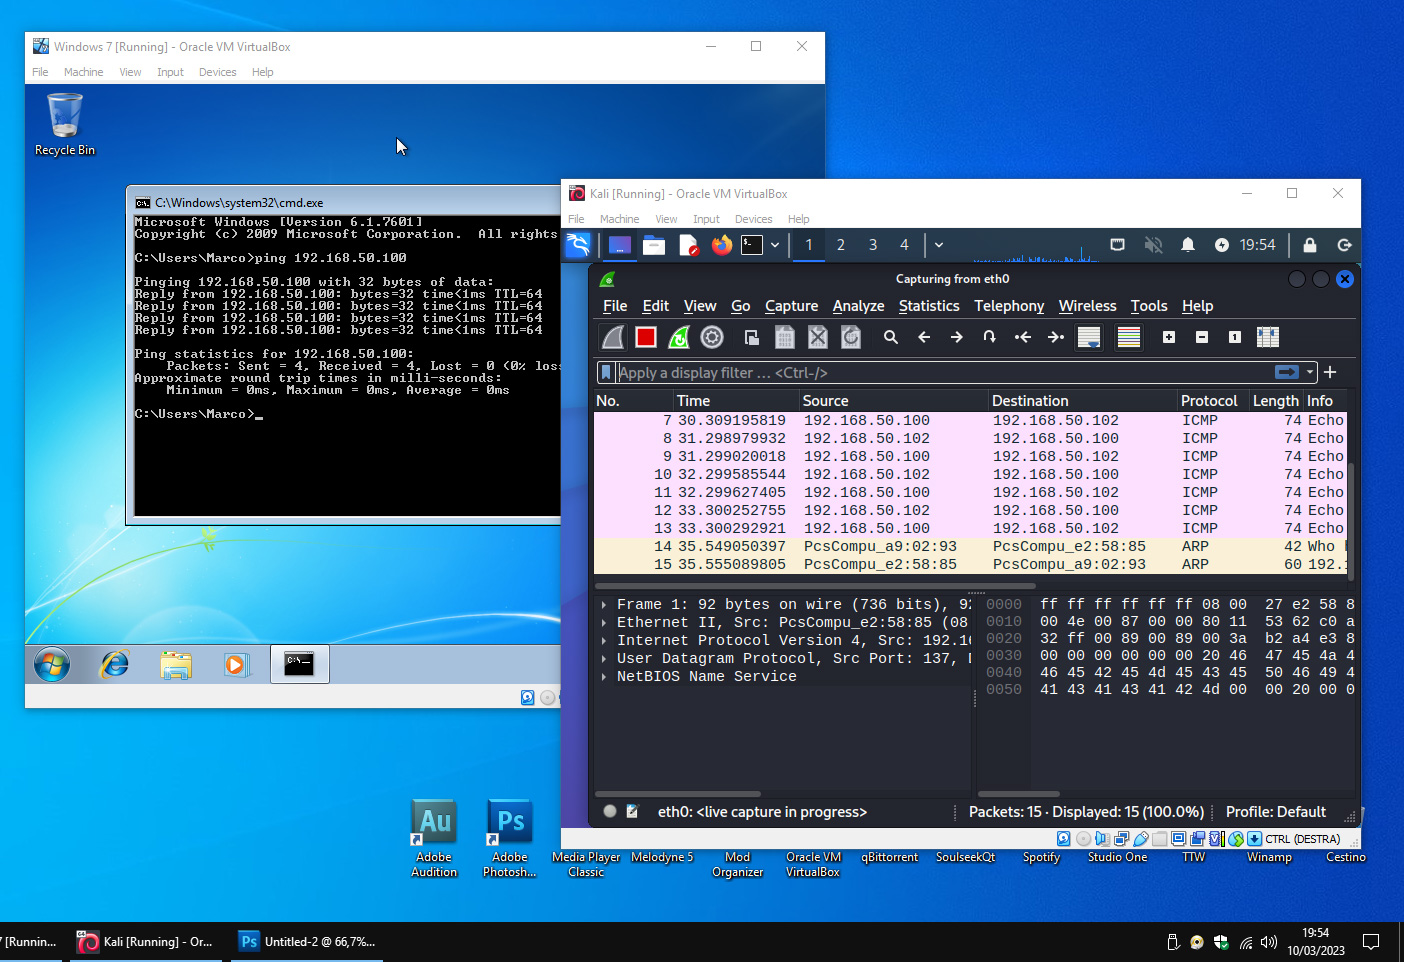 Windows 7 [Running] - Oracle VM VirtualBox
File Machine View Input Devices Help
Recycle Bin
C:\Windows\system32\cmd.exe
Microsoft Windows [Version 6.1.7601]
Copyright (c) 2009 Microsoft Corporation.  All rights
C:\Users\Marco>ping 192.168.50.100
Pinging 192.168.50.100 with 32 bytes of data:
Reply from 192.168.50.100: bytes=32 time<1ms TTL=64
Reply from 192.168.50.100: bytes=32 time<1ms TTL=64
Reply from 192.168.50.100: bytes=32 time<1ms TTL=64
Reply from 192.168.50.100: bytes=32 time<1ms TTL=64
Ping statistics for 192.168.50.100:
Packets: Sent = 4, Received = 4, Lost = 0 (0% los
Approximate round trip times in milli-seconds:
Minimum = 0ms, Maximum = 0ms, Average = 0ms
C:\Users\Marco>_
Kali [Running] - Oracle VM VirtualBox
File Machine View Input Devices Help
1 2 3 4 19:54
Capturing from eth0
File Edit View Go Capture Analyze Statistics Telephony Wireless Tools Help
Apply a display filter ... <Ctrl-/>
No. Time Source Destination Protocol Length Info
7 30.309195819 192.168.50.100 192.168.50.102 ICMP 74 Echo
8 31.298979932 192.168.50.102 192.168.50.100 ICMP 74 Echo
9 31.299020018 192.168.50.100 192.168.50.102 ICMP 74 Echo
10 32.299585544 192.168.50.102 192.168.50.100 ICMP 74 Echo
11 32.299627405 192.168.50.100 192.168.50.102 ICMP 74 Echo
12 33.300252755 192.168.50.102 192.168.50.100 ICMP 74 Echo
13 33.300292921 192.168.50.100 192.168.50.102 ICMP 74 Echo
14 35.549050397 PcsCompu_a9:02:93 PcsCompu_e2:58:85 ARP 42 Who
15 35.555089805 PcsCompu_e2:58:85 PcsCompu_a9:02:93 ARP 60 192.1
Frame 1: 92 bytes on wire (736 bits), 92
Ethernet II, Src: PcsCompu_e2:58:85 (08
Internet Protocol Version 4, Src: 192.16
User Datagram Protocol, Src Port: 137, D
NetBIOS Name Service
0000 ff ff ff ff ff ff 08 00 27 e2 58 8
0010 00 4e 00 87 00 00 80 11 53 62 c0 a
0020 32 ff 00 89 00 89 00 3a b2 a4 e3 8
0030 00 00 00 00 00 00 20 46 47 45 4a 4
0040 46 45 42 45 4d 45 43 45 50 46 49 4
0050 41 43 41 43 41 42 4d 00 00 20 00 0
eth0: <live capture in progress> Packets: 15 · Displayed: 15 (100.0%) Profile: Default
CTRL (DESTRA)
Au
Ps
Adobe Audition
Adobe Photosh...
Media Player Classic
Melodyne 5
Mod Organizer
Oracle VM VirtualBox
qBittorrent
SoulseekQt
Spotify
Studio One
TTW
Winamp
Cestino
7 [Runnin...
Kali [Running] - Or...
Ps Untitled-2 @ 66,7%...
19:54
10/03/2023